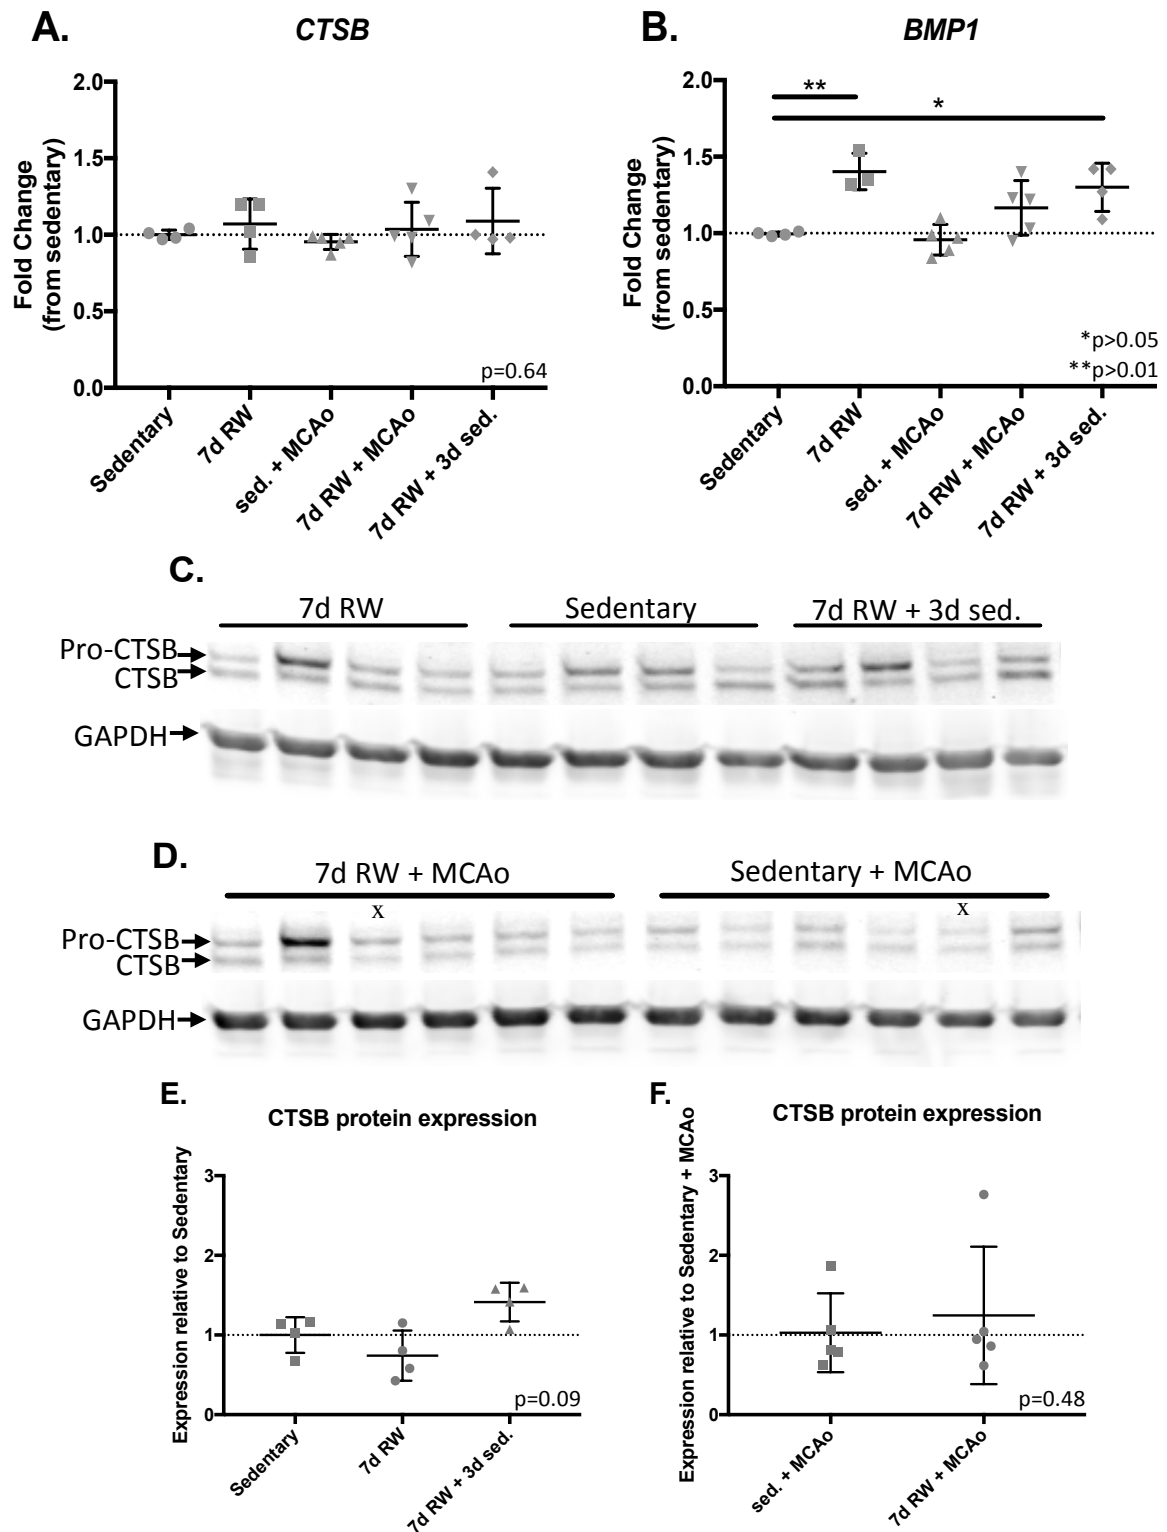 A.
CTSB
Fold Change
(from sedentary)
2.0
1.5
1.0
0.5
0.0
p=0.64
Sedentary
7d RW
sed. + MCAo
7d RW + MCAo
7d RW + 3d sed.
B.
BMP1
Fold Change
(from sedentary)
2.0
1.5
1.0
0.5
0.0
**
*
*p>0.05
**p>0.01
Sedentary
7d RW
sed. + MCAo
7d RW + MCAo
7d RW + 3d sed.
C.
7d RW
Sedentary
7d RW + 3d sed.
Pro-CTSB
CTSB
GAPDH
D.
7d RW + MCAo
Sedentary + MCAo
x
x
Pro-CTSB
CTSB
GAPDH
E.
CTSB protein expression
Expression relative to Sedentary
3
2
1
0
p=0.09
Sedentary
7d RW
7d RW + 3d sed.
F.
CTSB protein expression
Expression relative to Sedentary + MCAo
3
2
1
0
p=0.48
sed. + MCAo
7d RW + MCAo